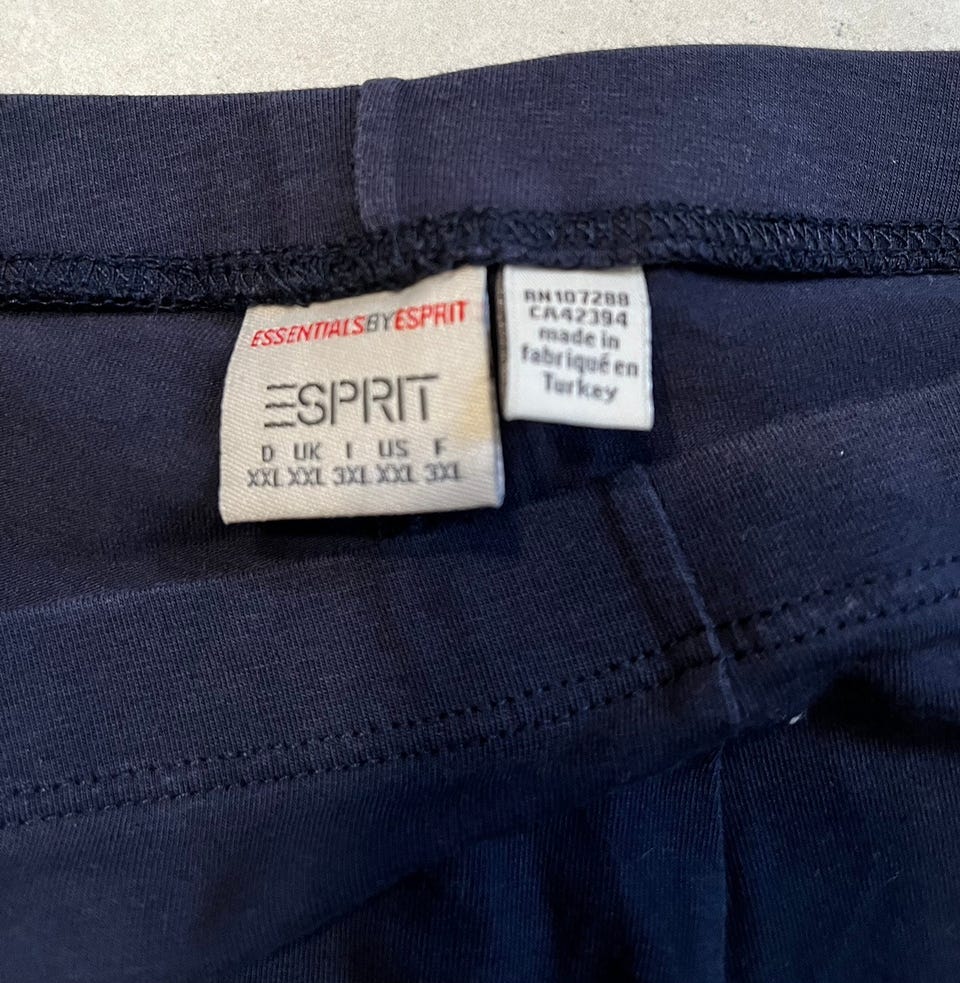 ESSENTIALSBYESPRIT
ESPRIT
D UK I US F
XXL XXL 3XL XXL 3XL
RN107288
CA42394
made in
fabriqué en
Turkey